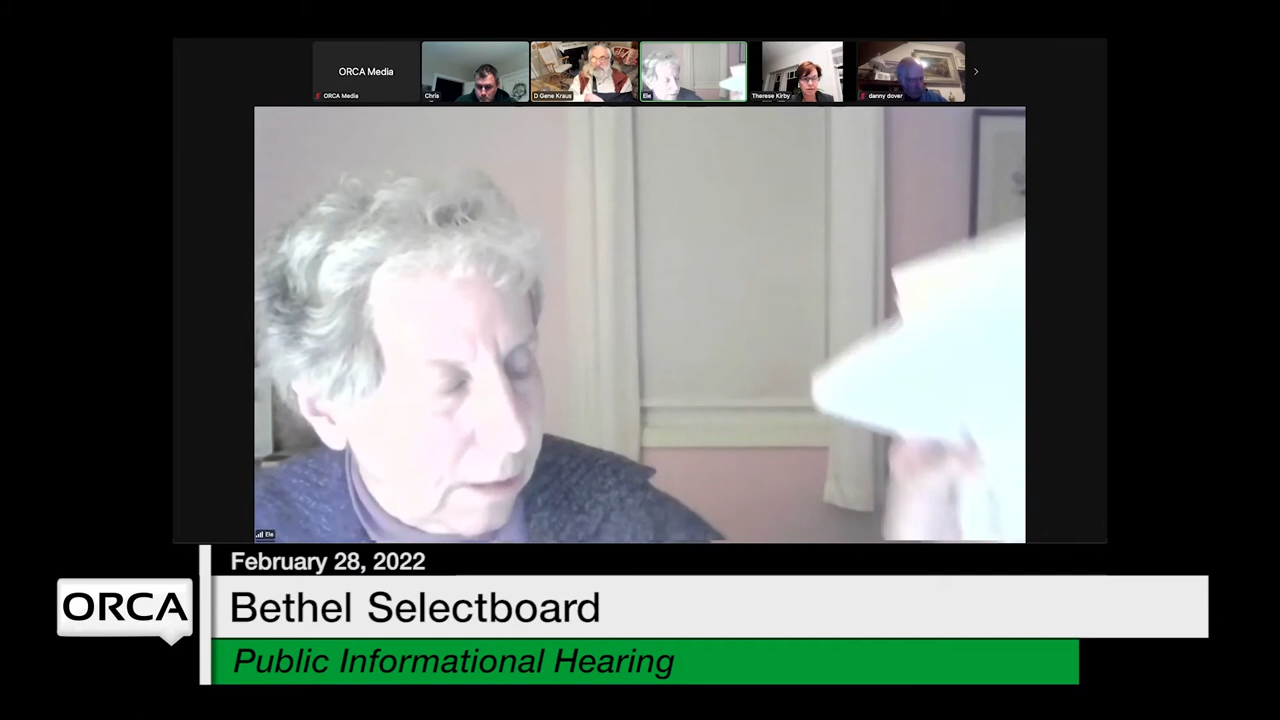 ORCA Media
ORCA Media
Chris
D Gene Kraus
Ele
Therese Kirby
danny dover
Ele
February 28, 2022
ORCA
Bethel Selectboard
Public Informational Hearing